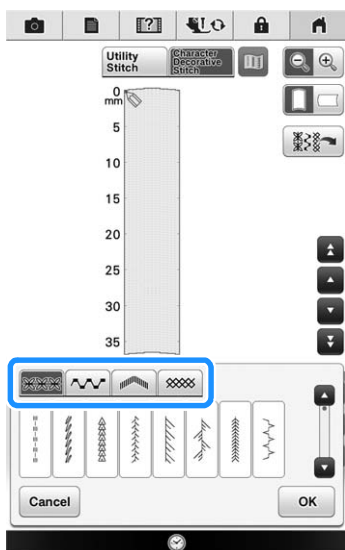 Utility
Stitch
Character
Decorative
Stitch
0
mm
5
10
15
20
25
30
35
Cancel
OK